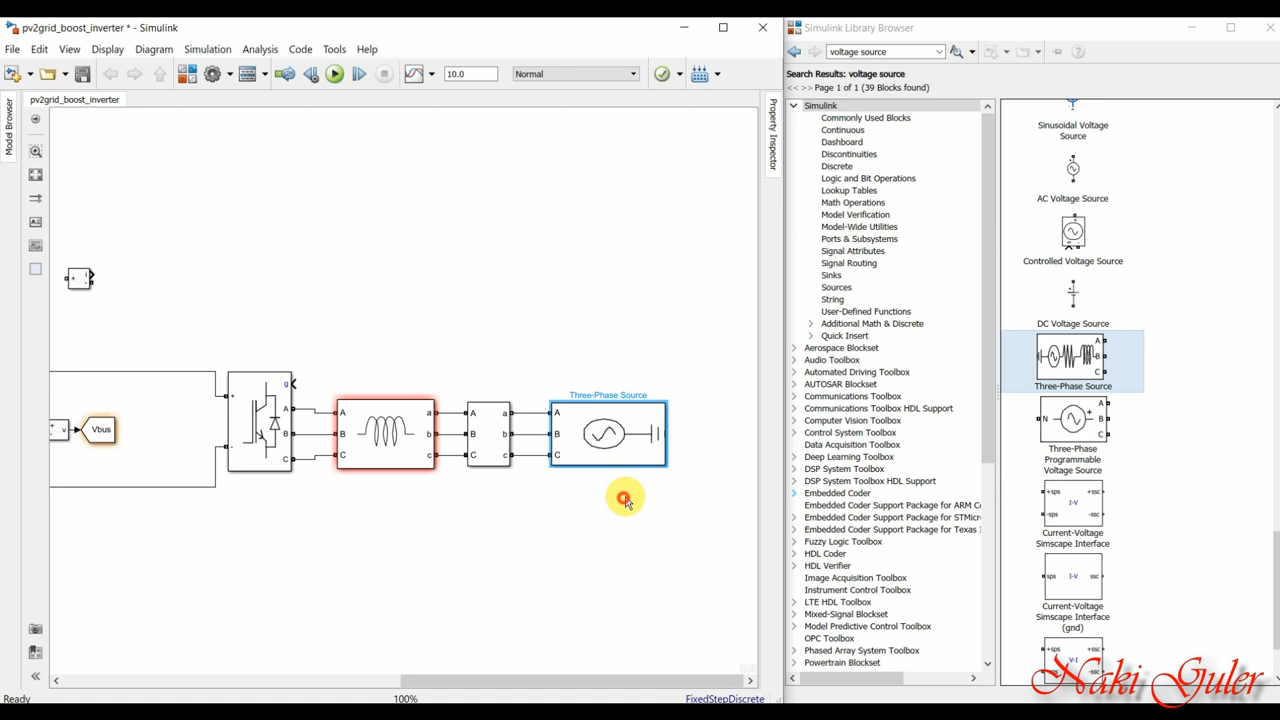 pv2grid_boost_inverter * - Simulink
File Edit View Display Diagram Simulation Analysis Code Tools Help
10.0 Normal
pv2grid_boost_inverter
Model Browser
Property Inspector
+ i -
+ - v Vbus
+ - g A B C
A B C a b c
A B C a b c
Three-Phase Source
A B C
Ready 100% FixedStepDiscrete
Simulink Library Browser
voltage source
Search Results: voltage source
<< >> Page 1 of 1 (39 Blocks found)
Simulink
Commonly Used Blocks
Continuous
Dashboard
Discontinuities
Discrete
Logic and Bit Operations
Lookup Tables
Math Operations
Model Verification
Model-Wide Utilities
Ports & Subsystems
Signal Attributes
Signal Routing
Sinks
Sources
String
User-Defined Functions
Additional Math & Discrete
Quick Insert
Aerospace Blockset
Audio Toolbox
Automated Driving Toolbox
AUTOSAR Blockset
Communications Toolbox
Communications Toolbox HDL Support
Computer Vision Toolbox
Control System Toolbox
Data Acquisition Toolbox
Deep Learning Toolbox
DSP System Toolbox
DSP System Toolbox HDL Support
Embedded Coder
Embedded Coder Support Package for ARM C
Embedded Coder Support Package for STMicr
Embedded Coder Support Package for Texas I
Fuzzy Logic Toolbox
HDL Coder
HDL Verifier
Image Acquisition Toolbox
Instrument Control Toolbox
LTE HDL Toolbox
Mixed-Signal Blockset
Model Predictive Control Toolbox
OPC Toolbox
Phased Array System Toolbox
Powertrain Blockset
Sinusoidal Voltage
Source
AC Voltage Source
Controlled Voltage Source
DC Voltage Source
A
B
C
Three-Phase Source
N A B C
Three-Phase
Programmable
Voltage Source
+sps +ssc
I-V
-sps -ssc
Current-Voltage
Simscape Interface
sps I-V ssc
Current-Voltage
Simscape Interface
(gnd)
+sps +ssc
V-I
Naki Guler